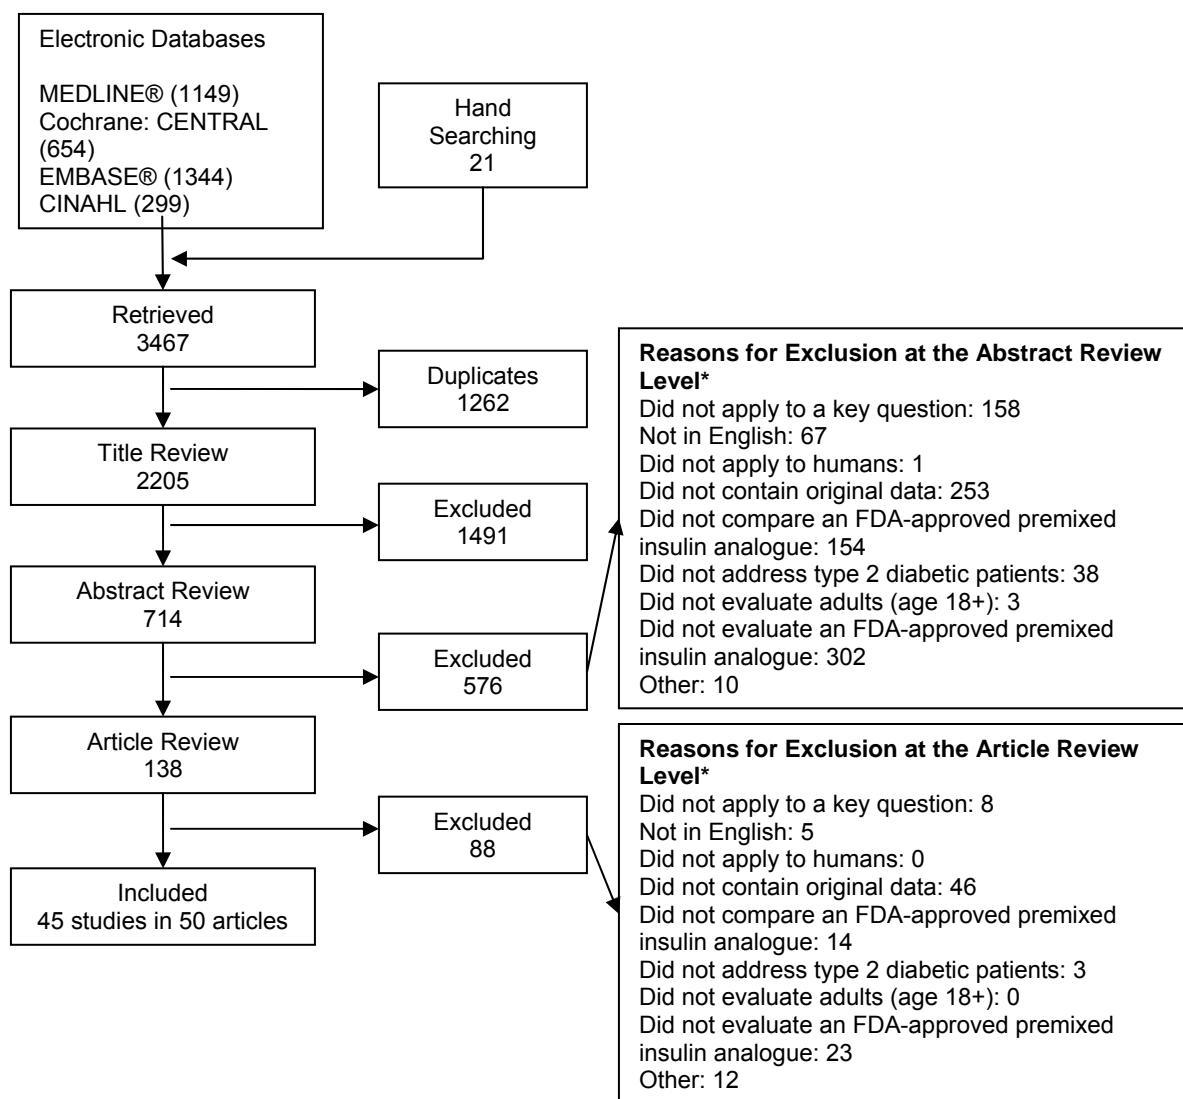 Electronic Databases
MEDLINE® (1149)
Cochrane: CENTRAL
(654)
EMBASE® (1344)
CINAHL (299)
Hand
Searching
21
Retrieved
3467
Duplicates
1262
Title Review
2205
Excluded
1491
Abstract Review
714
Excluded
576
Reasons for Exclusion at the Abstract Review
Level*
Did not apply to a key question: 158
Not in English: 67
Did not apply to humans: 1
Did not contain original data: 253
Did not compare an FDA-approved premixed
insulin analogue: 154
Did not address type 2 diabetic patients: 38
Did not evaluate adults (age 18+): 3
Did not evaluate an FDA-approved premixed
insulin analogue: 302
Other: 10
Article Review
138
Excluded
88
Included
45 studies in 50 articles
Reasons for Exclusion at the Article Review
Level*
Did not apply to a key question: 8
Not in English: 5
Did not apply to humans: 0
Did not contain original data: 46
Did not compare an FDA-approved premixed
insulin analogue: 14
Did not address type 2 diabetic patients: 3
Did not evaluate adults (age 18+): 0
Did not evaluate an FDA-approved premixed
insulin analogue: 23
Other: 12